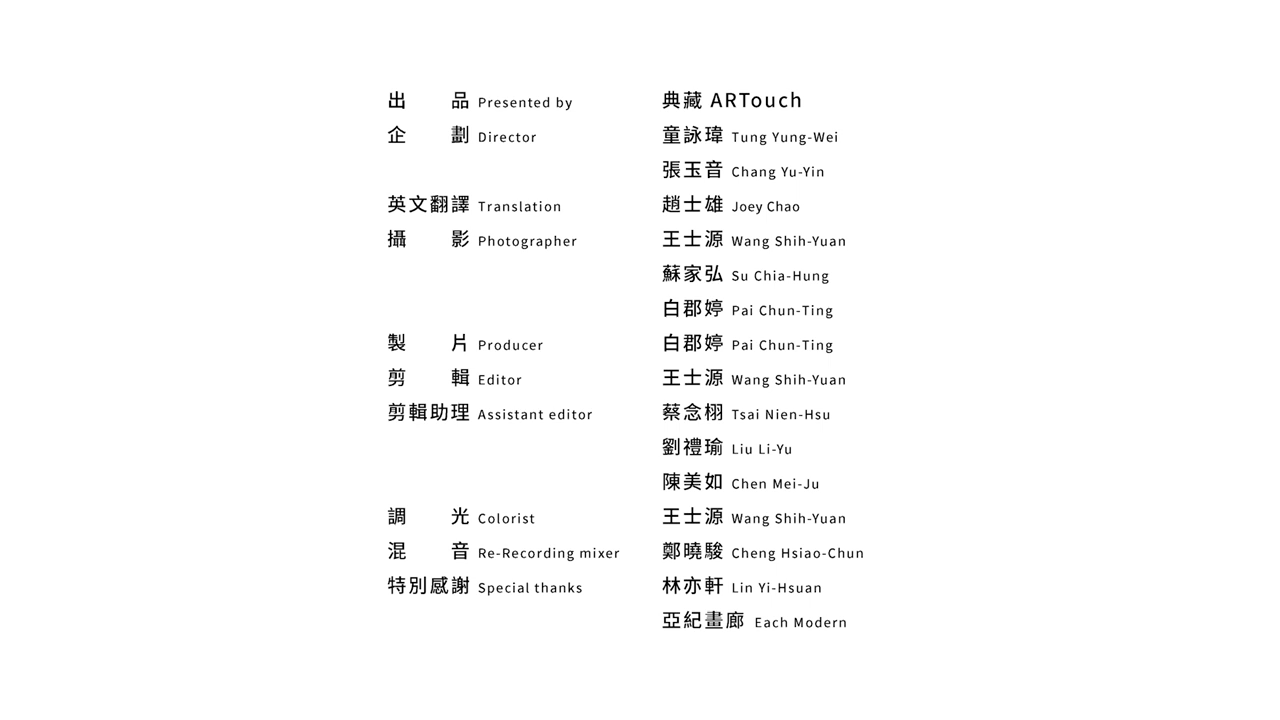 出品 Presented by 典藏 ARTouch
企劃 Director 童詠瑋 Tung Yung-Wei
張玉音 Chang Yu-Yin
英文翻譯 Translation 趙士雄 Joey Chao
攝影 Photographer 王士源 Wang Shih-Yuan
蘇家弘 Su Chia-Hung
白郡婷 Pai Chun-Ting
製片 Producer 白郡婷 Pai Chun-Ting
剪輯 Editor 王士源 Wang Shih-Yuan
剪輯助理 Assistant editor 蔡念栩 Tsai Nien-Hsu
劉禮瑜 Liu Li-Yu
陳美如 Chen Mei-Ju
調光 Colorist 王士源 Wang Shih-Yuan
混音 Re-Recording mixer 鄭曉駿 Cheng Hsiao-Chun
特別感謝 Special thanks 林亦軒 Lin Yi-Hsuan
亞紀畫廊 Each Modern